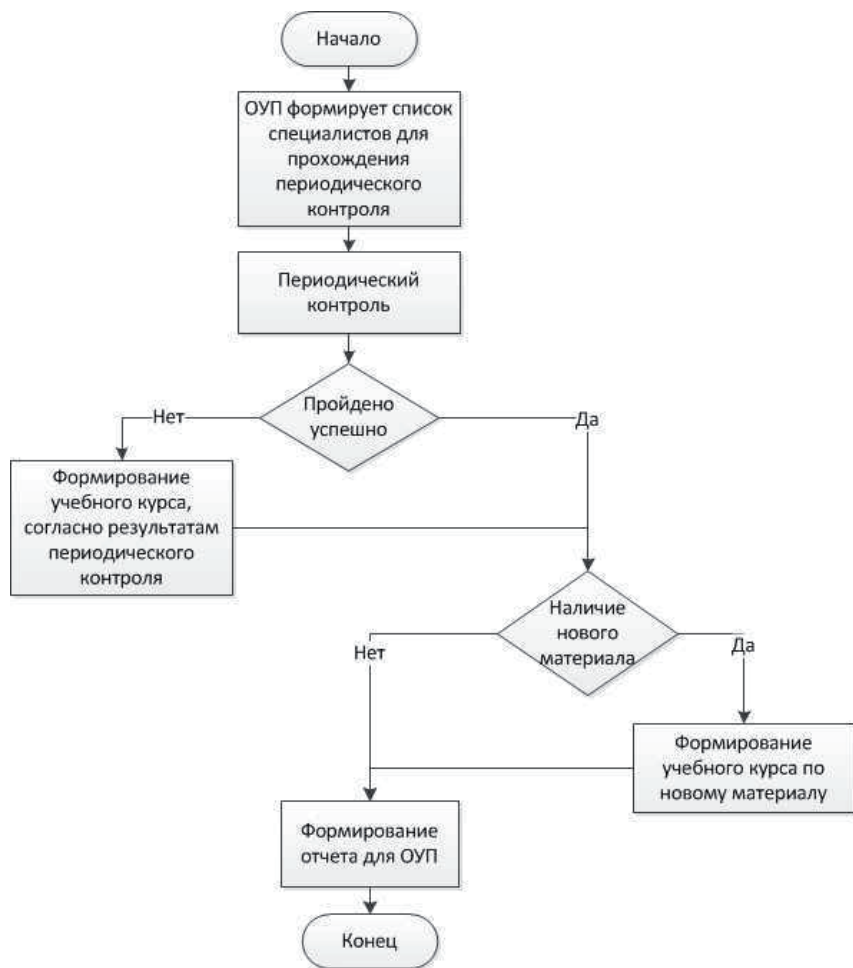 Начало
ОУП формирует список
специалистов для
прохождения
периодического
контроля
Периодический
контроль
Пройдено
успешно
Нет
Да
Формирование
учебного курса,
согласно результатам
периодического
контроля
Наличие
нового
материала
Нет
Да
Формирование
учебного курса по
новому материалу
Формирование
отчета для ОУП
Конец